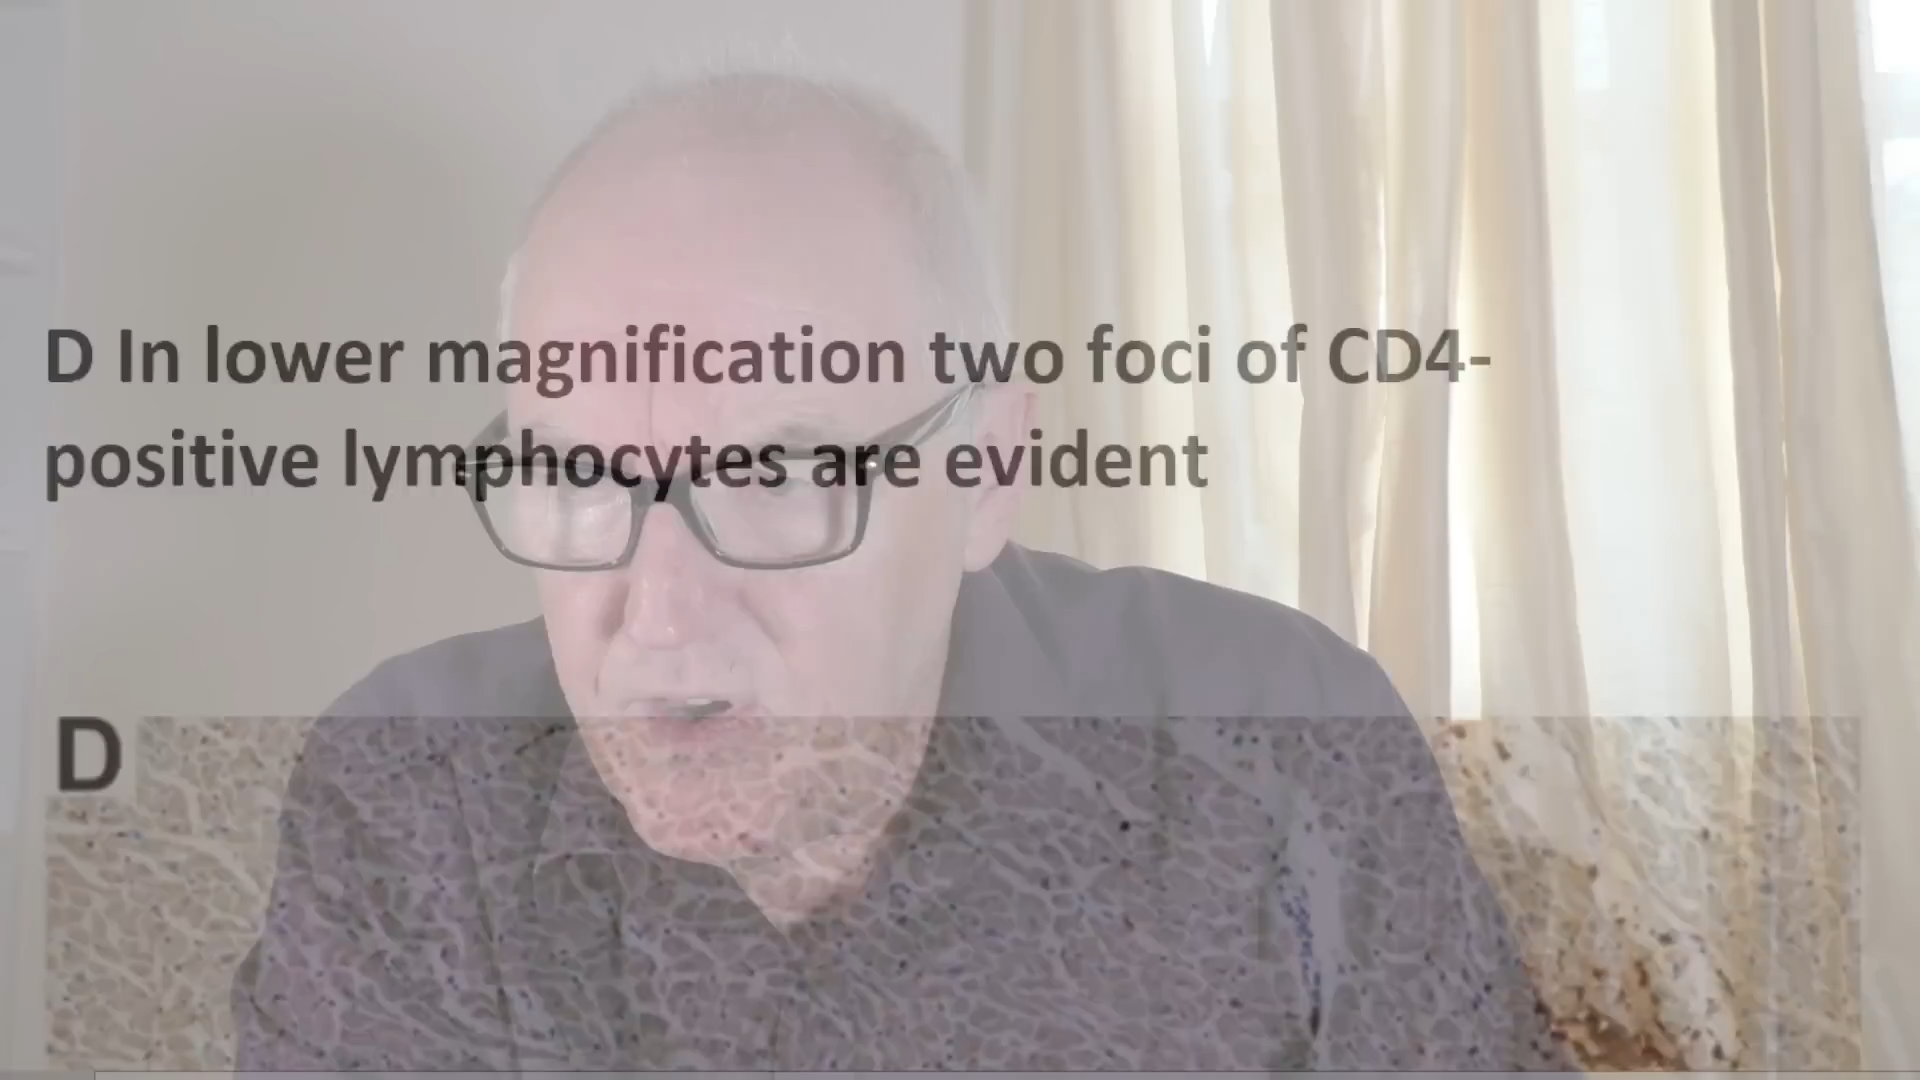 D In lower magnification two foci of CD4-
positive lymphocytes are evident
D